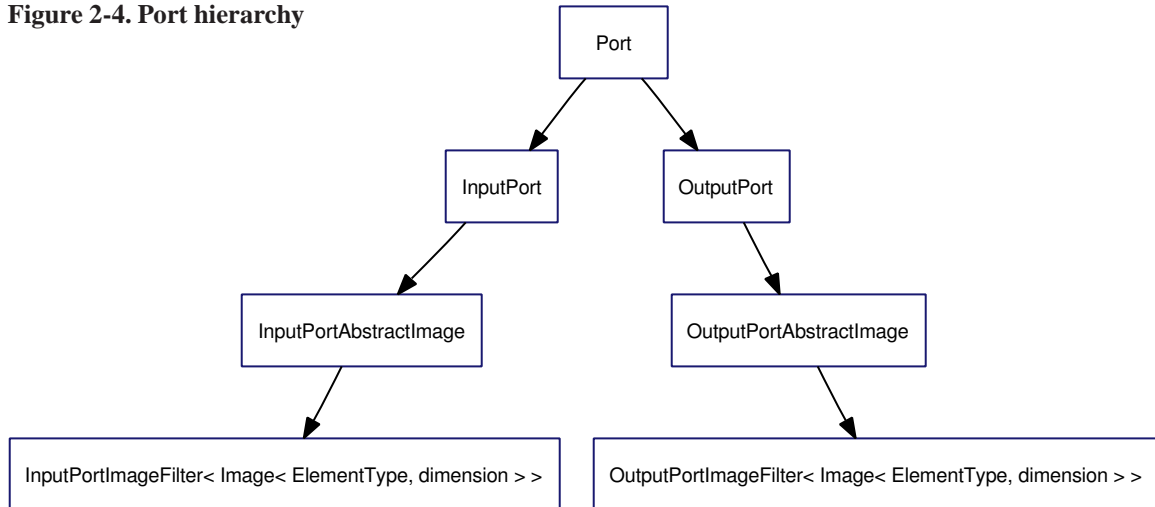 Figure 2-4. Port hierarchy
Port
InputPort
OutputPort
InputPortAbstractImage
OutputPortAbstractImage
InputPortImageFilter< Image< ElementType, dimension > >
OutputPortImageFilter< Image< ElementType, dimension > >